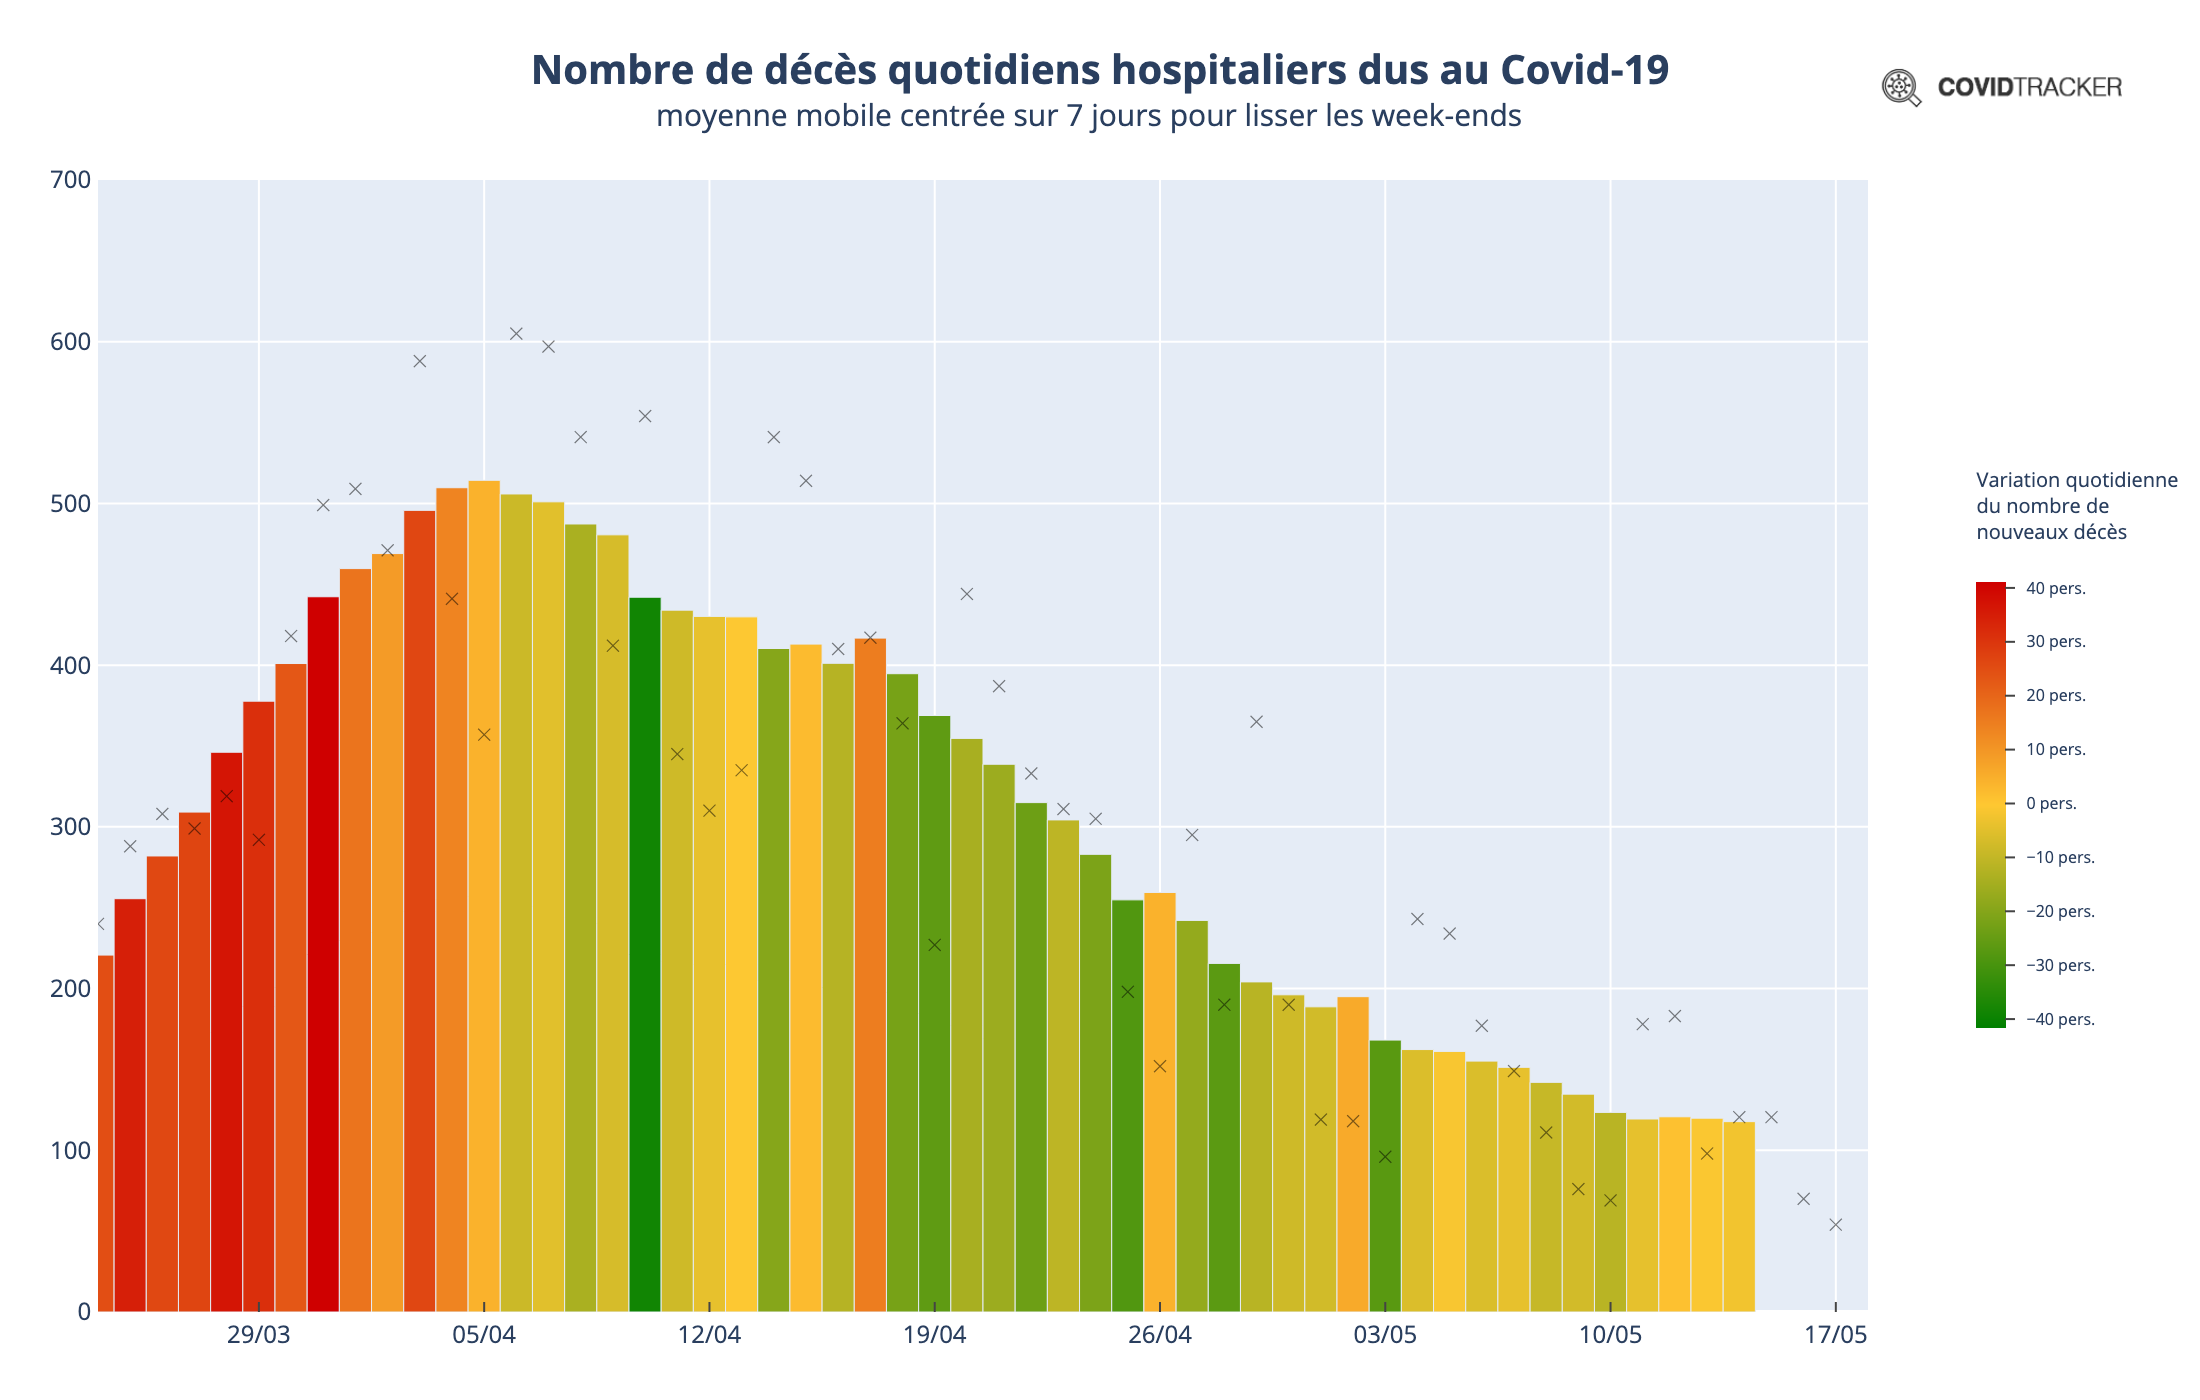 Nombre de décès quotidiens hospitaliers dus au Covid-19
moyenne mobile centrée sur 7 jours pour lisser les week-ends
COVIDTRACKER
700
600
500
400
300
200
100
0
29/03
05/04
12/04
19/04
26/04
03/05
10/05
17/05
Variation quotidienne
du nombre de
nouveaux décès
40 pers.
30 pers.
20 pers.
10 pers.
0 pers.
−10 pers.
−20 pers.
−30 pers.
−40 pers.